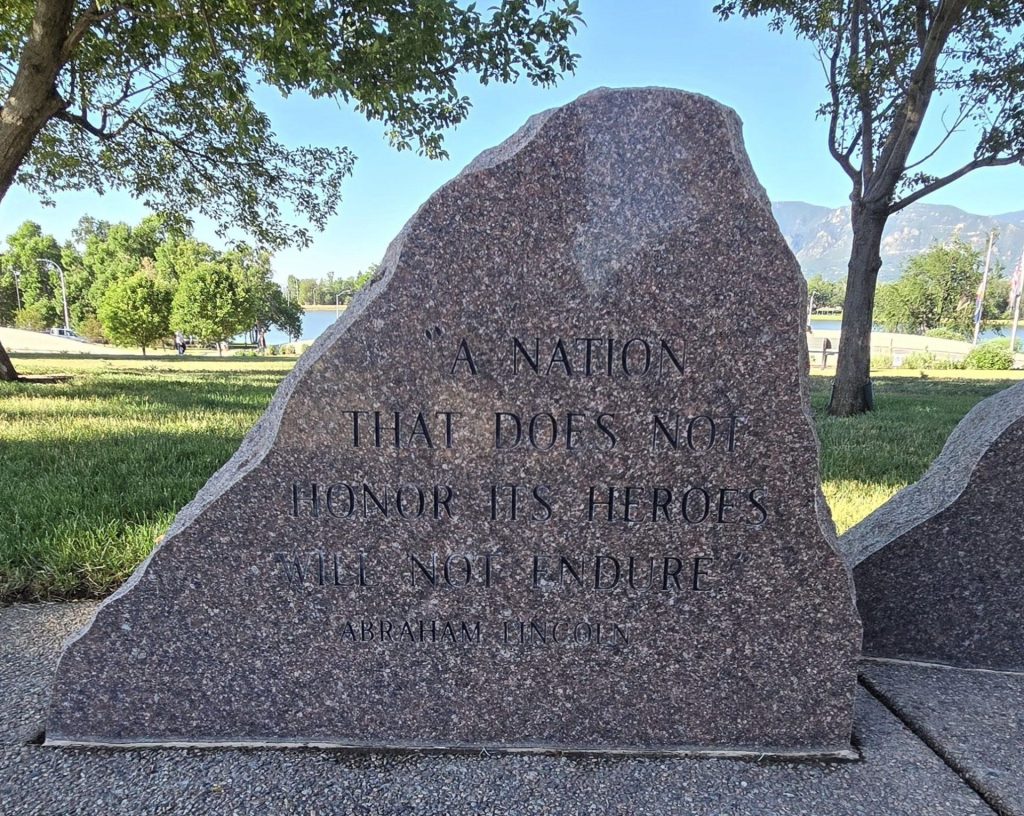 "A NATION
THAT DOES NOT
HONOR ITS HEROES
WILL NOT ENDURE."
ABRAHAM LINCOLN